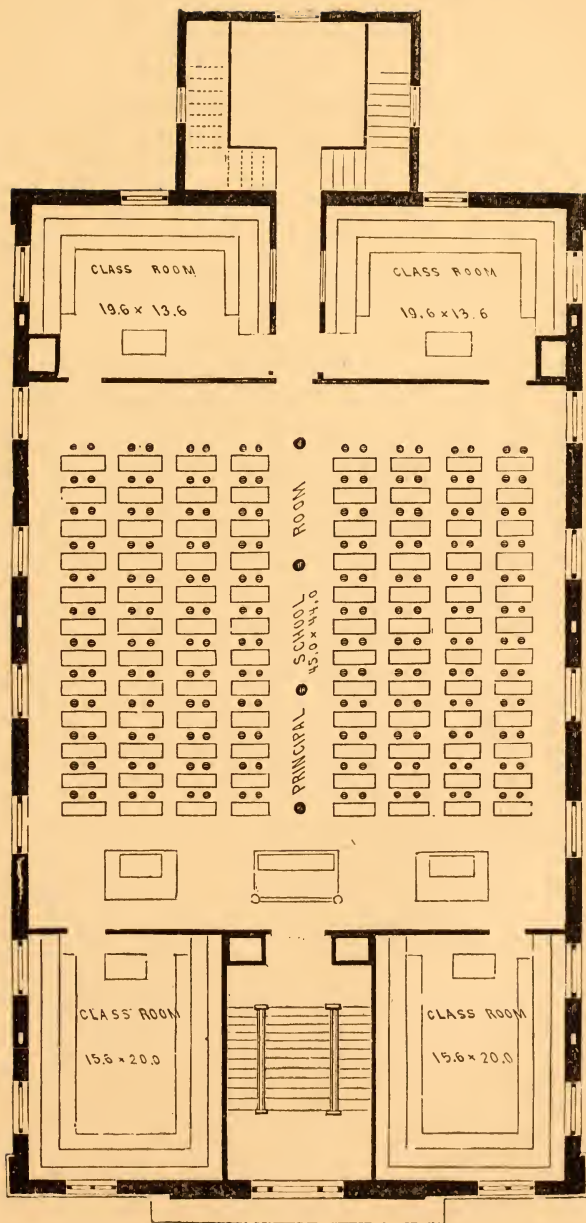 CLASS ROOM
19.6 × 13.6
CLASS ROOM
19.6 × 13.6
PRINCIPAL SCHOOL ROOM
45.0 × 44.0
CLASS ROOM
15.6 × 20.0
CLASS ROOM
15.6 × 20.0